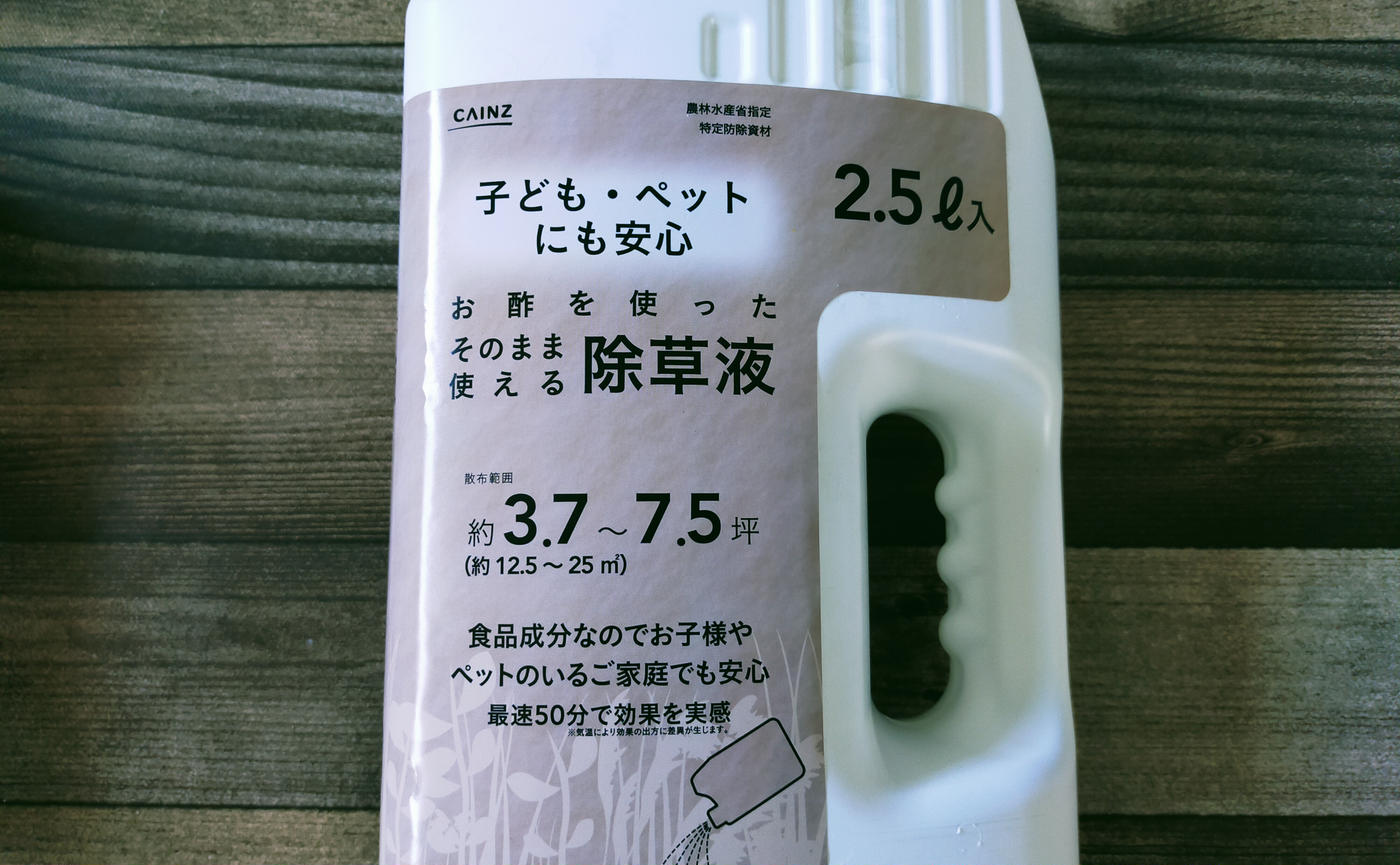 CAINZ
農林水産省指定
特定防除資材
子ども・ペット
にも安心
2.5ℓ入
お酢を使った
そのまま
使える
除草液
散布範囲
約3.7〜7.5坪
(約12.5〜25㎡)
食品成分なのでお子様や
ペットのいるご家庭でも安心
最速50分で効果を実感
※気温により効果の出方に差異が生じます。